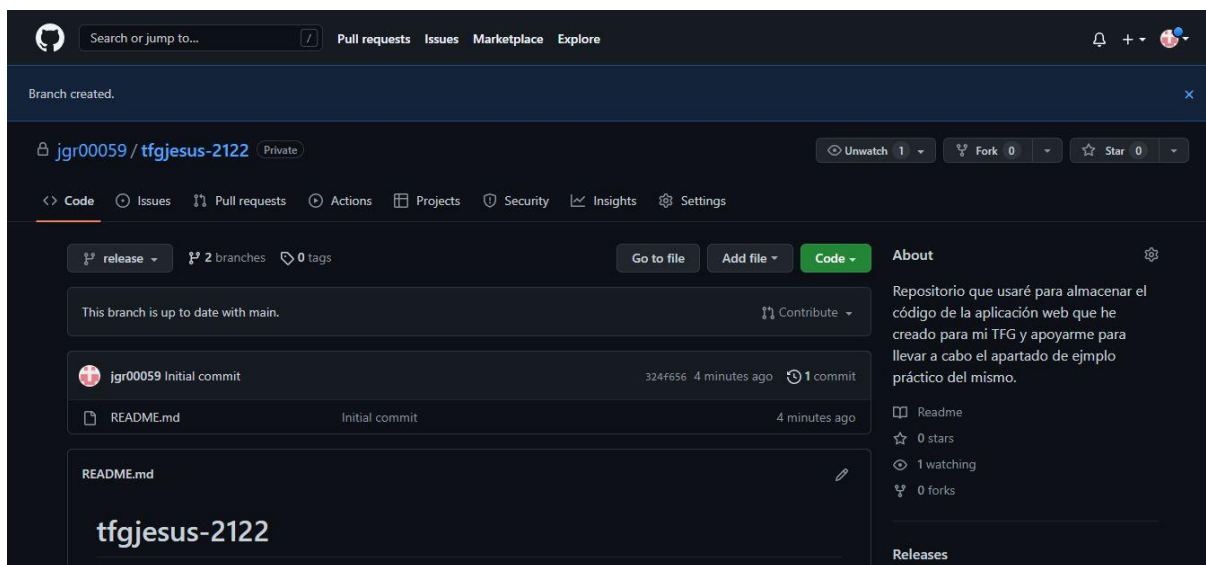 Search or jump to... / Pull requests Issues Marketplace Explore
Branch created.
jgr00059 / tfgjesus-2122 Private Unwatch 1 Fork 0 Star 0
Code Issues Pull requests Actions Projects Security Insights Settings
release 2 branches 0 tags Go to file Add file Code
This branch is up to date with main. Contribute
jgr00059 Initial commit 324f656 4 minutes ago 1 commit
README.md Initial commit 4 minutes ago
README.md
tfgjesus-2122
About
Repositorio que usaré para almacenar el
código de la aplicación web que he
creado para mi TFG y apoyarme para
llevar a cabo el apartado de ejmplo
práctico del mismo.
Readme
0 stars
1 watching
0 forks
Releases